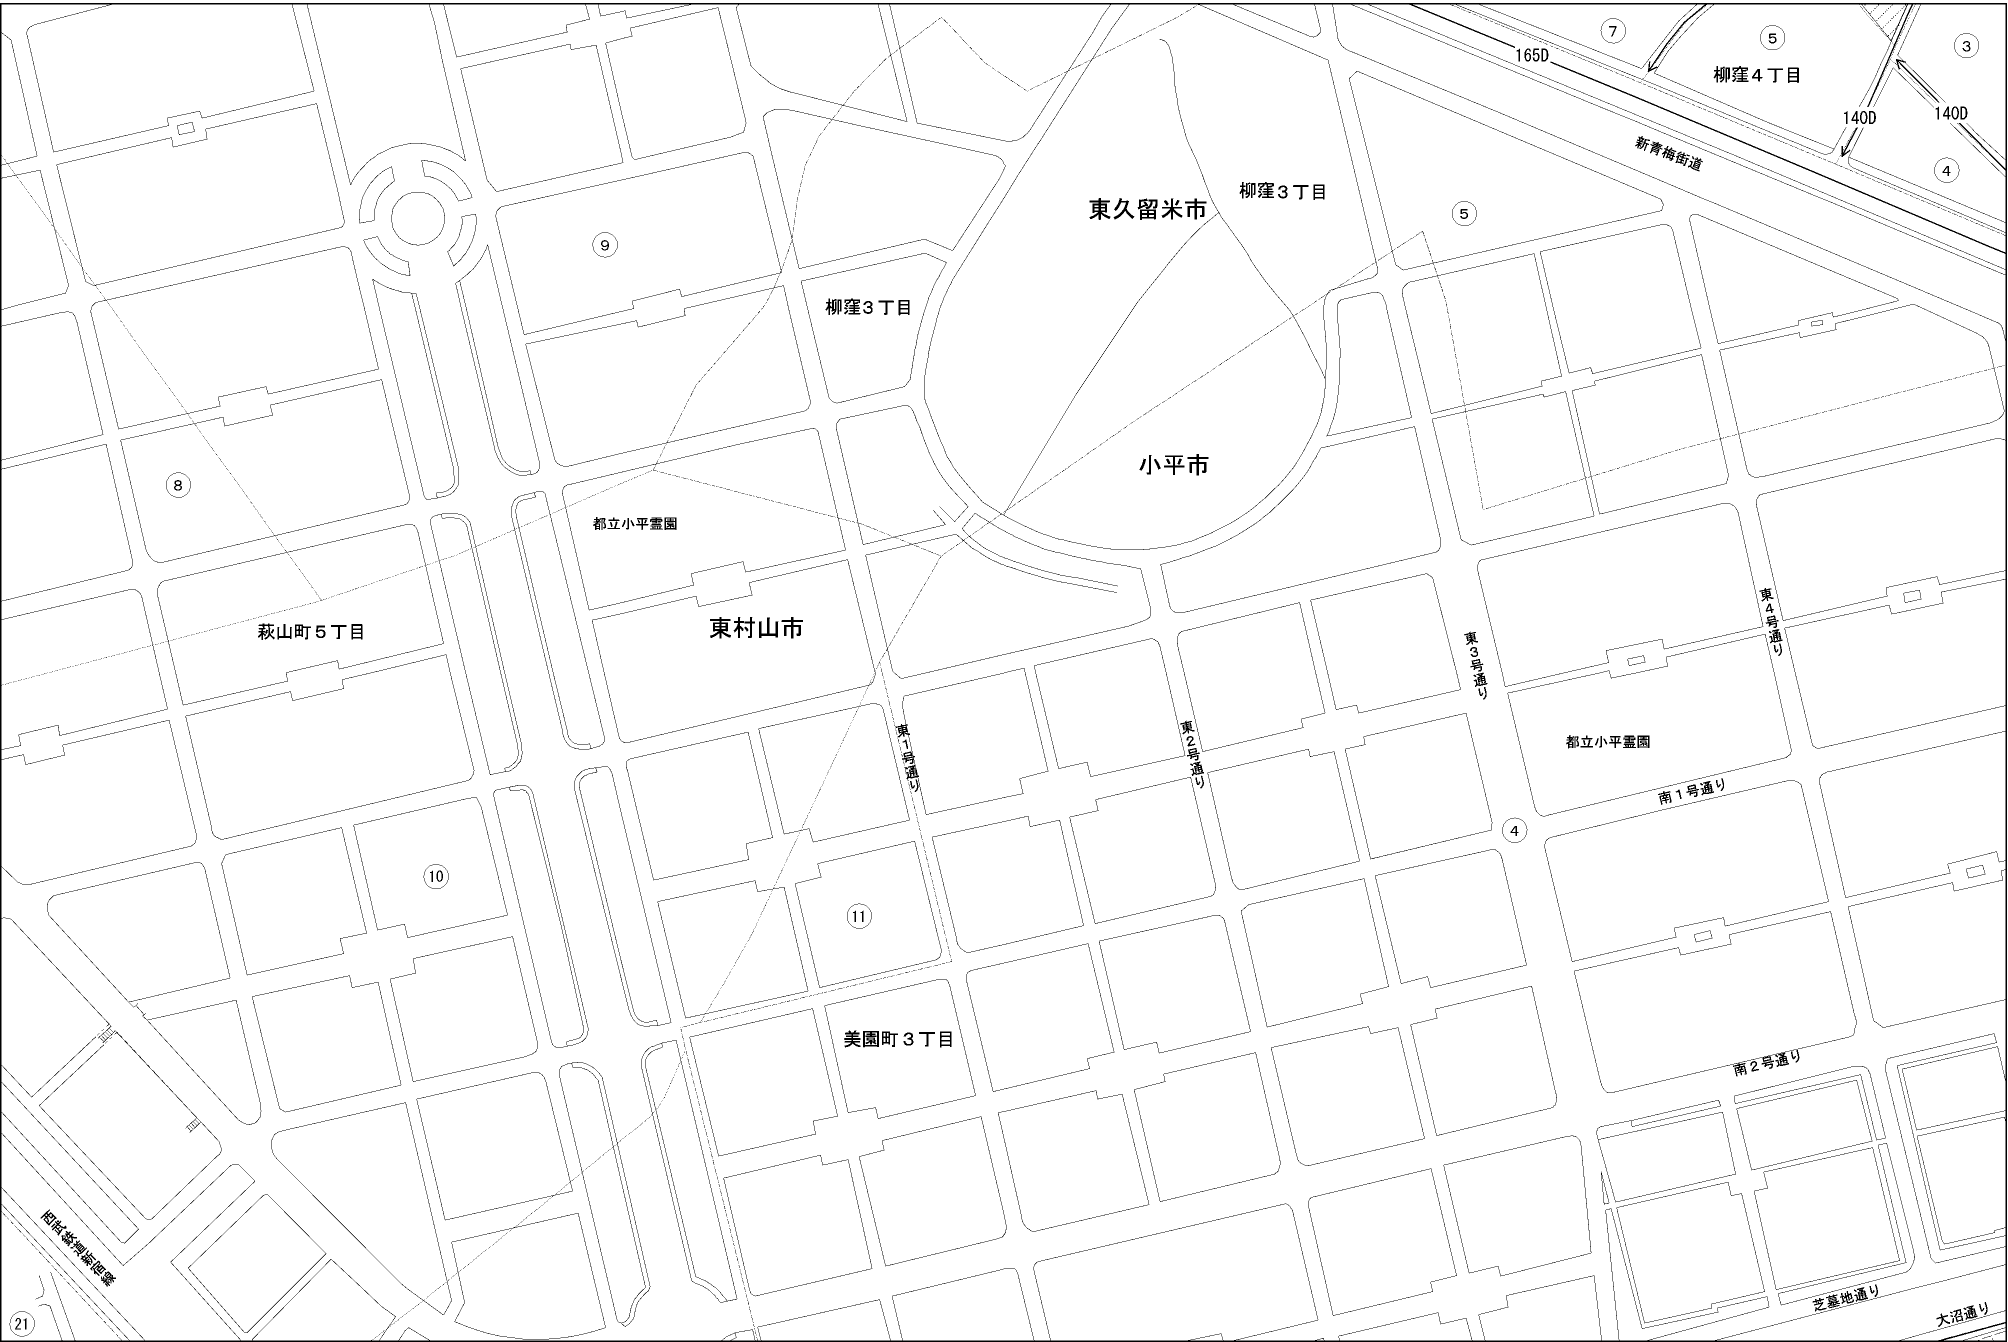 ⑦
⑤
③
165D
柳窪４丁目
140D
140D
新青梅街道
④
柳窪３丁目
東久留米市
⑤
⑨
柳窪３丁目
小平市
⑧
都立小平霊園
萩山町５丁目
東村山市
東４号通り
東３号通り
東１号通り
東２号通り
都立小平霊園
南１号通り
④
⑩
⑪
美園町３丁目
南２号通り
西武鉄道新宿線
芝墓地通り
大沼通り
㉑